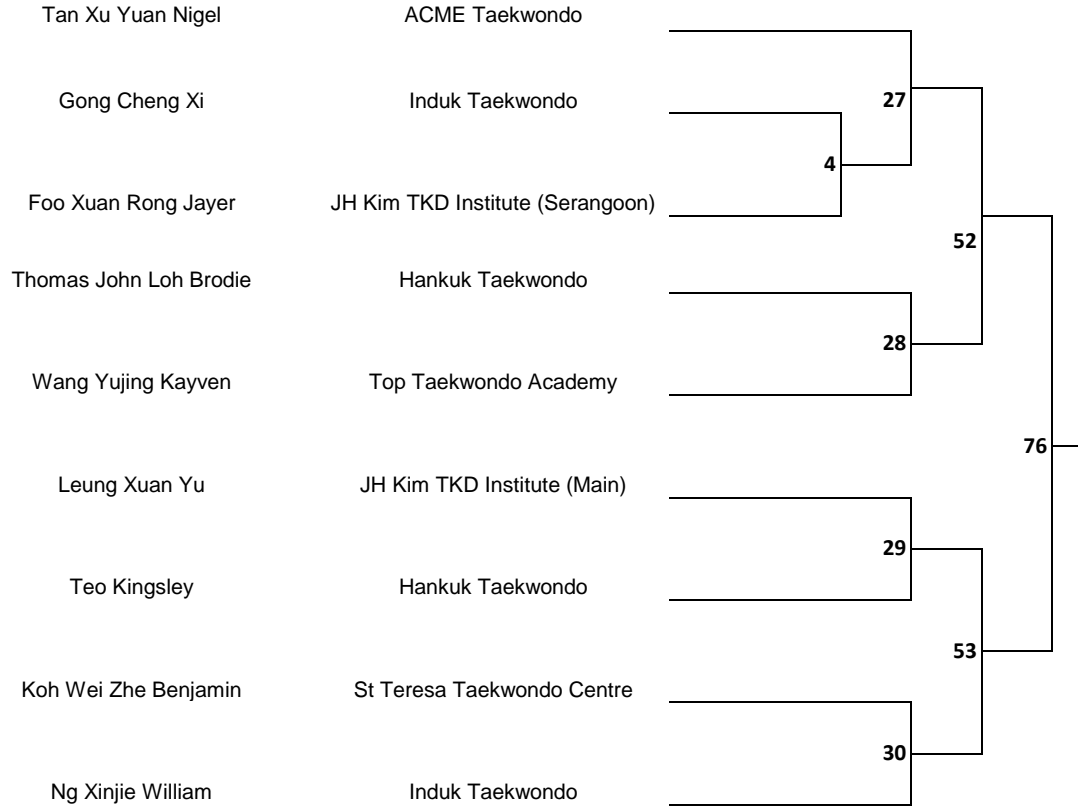 Tan Xu Yuan Nigel ACME Taekwondo
Gong Cheng Xi Induk Taekwondo 27
4
Foo Xuan Rong Jayer JH Kim TKD Institute (Serangoon)
52
Thomas John Loh Brodie Hankuk Taekwondo
28
Wang Yujing Kayven Top Taekwondo Academy
76
Leung Xuan Yu JH Kim TKD Institute (Main)
29
Teo Kingsley Hankuk Taekwondo
53
Koh Wei Zhe Benjamin St Teresa Taekwondo Centre
30
Ng Xinjie William Induk Taekwondo